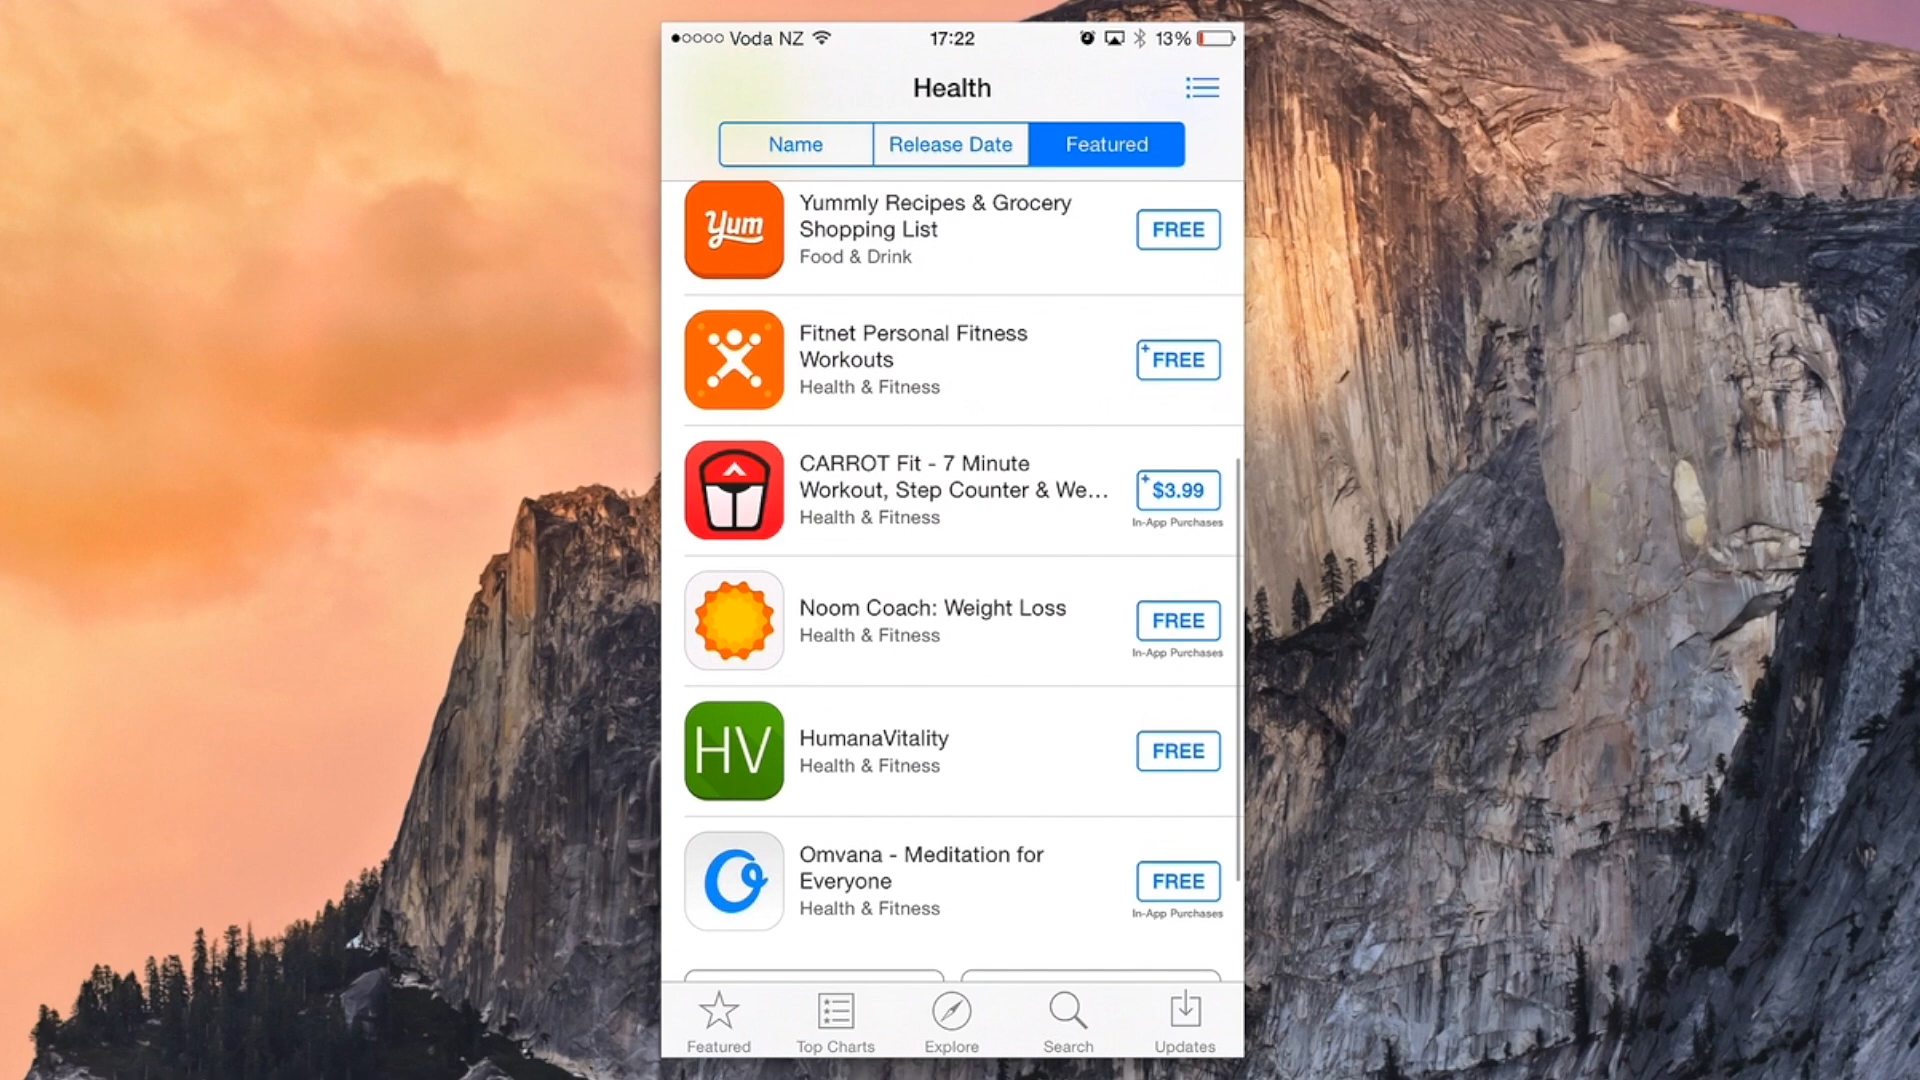 Voda NZ 17:22 13%
Health
Name Release Date Featured
Yum
Yummly Recipes & Grocery
Shopping List
Food & Drink
FREE
Fitnet Personal Fitness
Workouts
Health & Fitness
+ FREE
CARROT Fit - 7 Minute
Workout, Step Counter & We...
Health & Fitness
+ $3.99
In-App Purchases
Noom Coach: Weight Loss
Health & Fitness
FREE
In-App Purchases
HV
HumanaVitality
Health & Fitness
FREE
Omvana - Meditation for
Everyone
Health & Fitness
FREE
In-App Purchases
Featured Top Charts Explore Search Updates